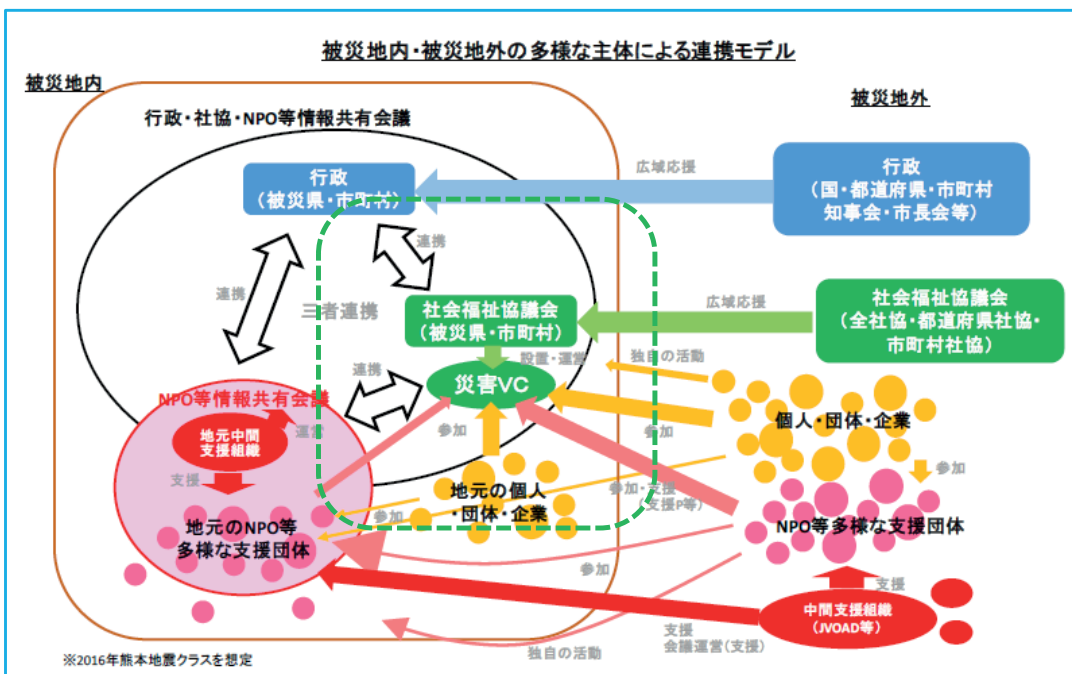 被災地内・被災地外の多様な主体による連携モデル
被災地内
被災地外
行政・社協・NPO等情報共有会議
行政
(被災県・市町村)
広域応援
行政
(国・都道府県・市町村
知事会・市長会等)
連携
連携
三者連携
社会福祉協議会
(被災県・市町村)
広域応援
社会福祉協議会
(全社協・都道府県社協・
市町村社協)
設置・運営
独自の活動
連携
災害VC
NPO等情報共有会議
地元中間
支援組織
運営
支援
参加
参加
個人・団体・企業
参加
地元の個人
・団体・企業
参加・支援
(支援P等)
参加
地元のNPO等
多様な支援団体
NPO等多様な支援団体
参加
支援
中間支援組織
(JVOAD等)
支援
会議運営(支援)
独自の活動
※2016年熊本地震クラスを想定